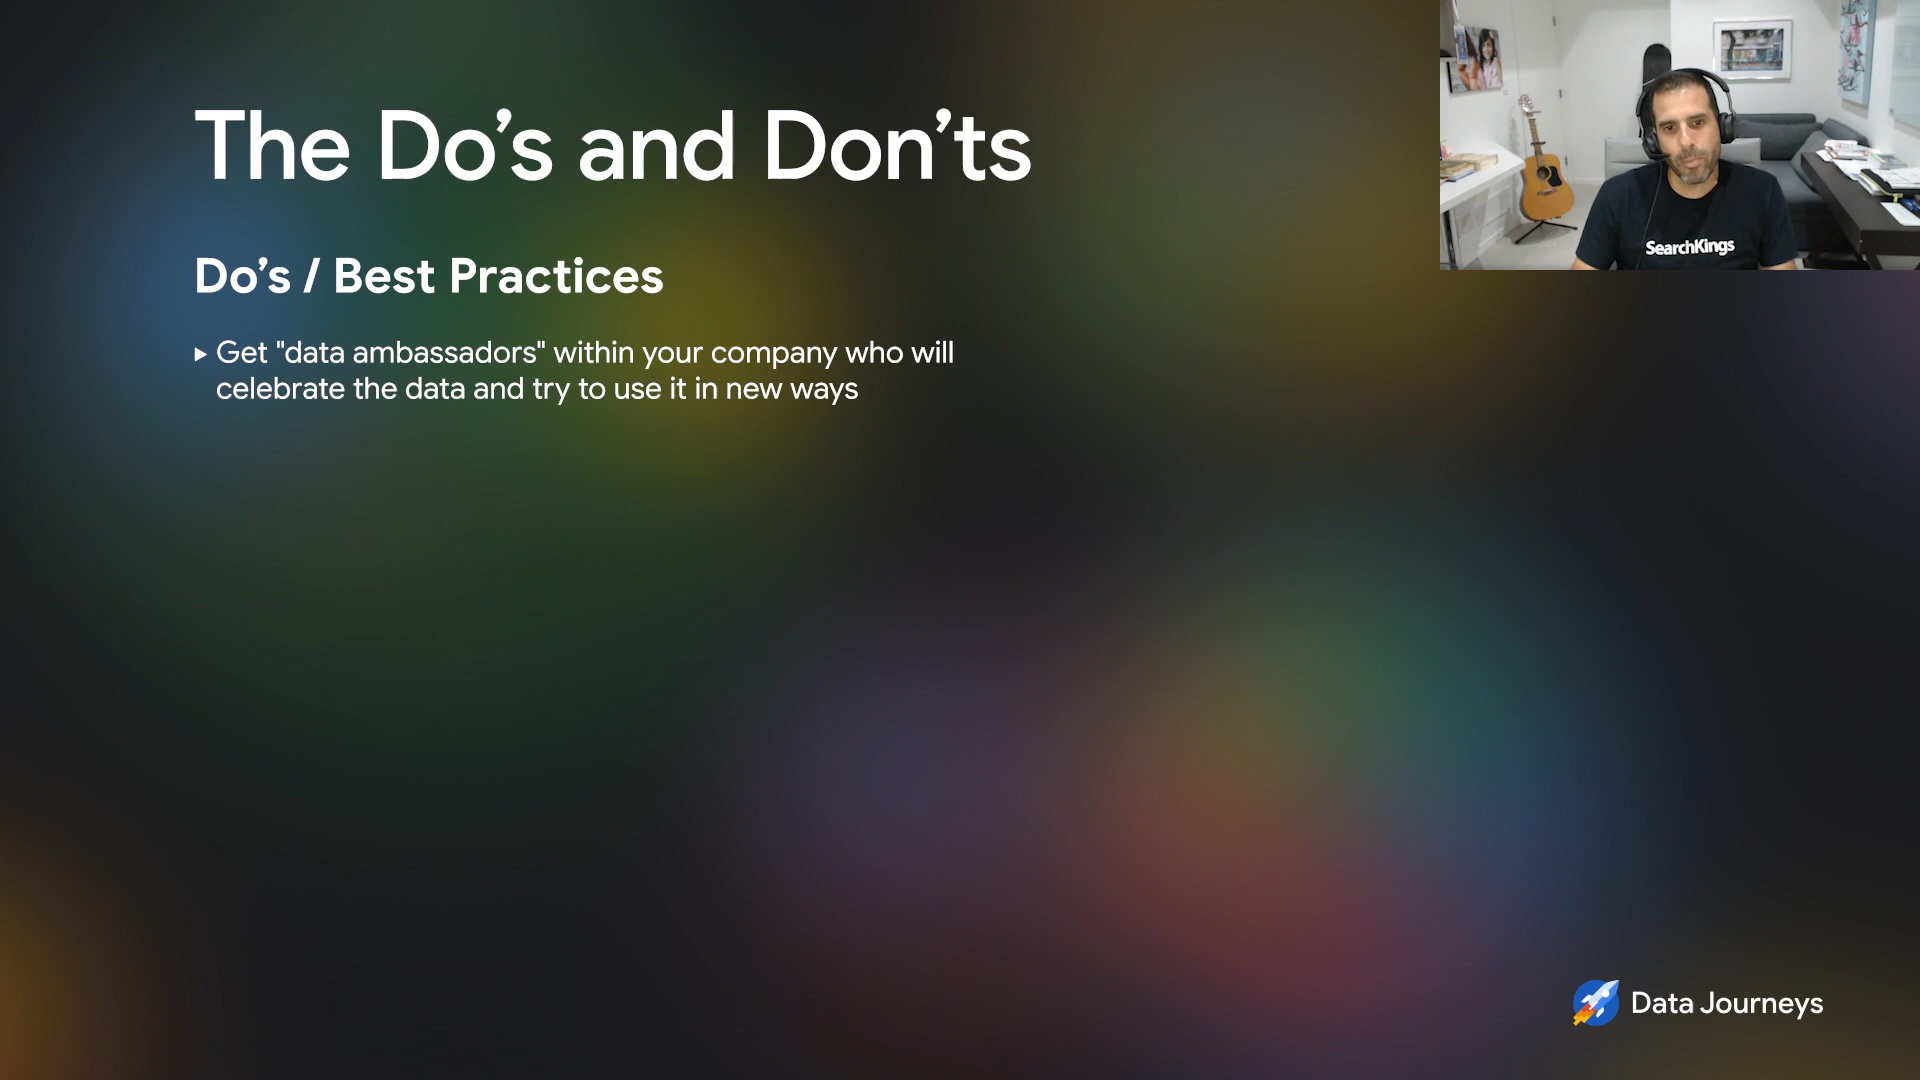 The Do’s and Don’ts
Do’s / Best Practices
▸ Get "data ambassadors" within your company who will
celebrate the data and try to use it in new ways
SearchKings
Data Journeys